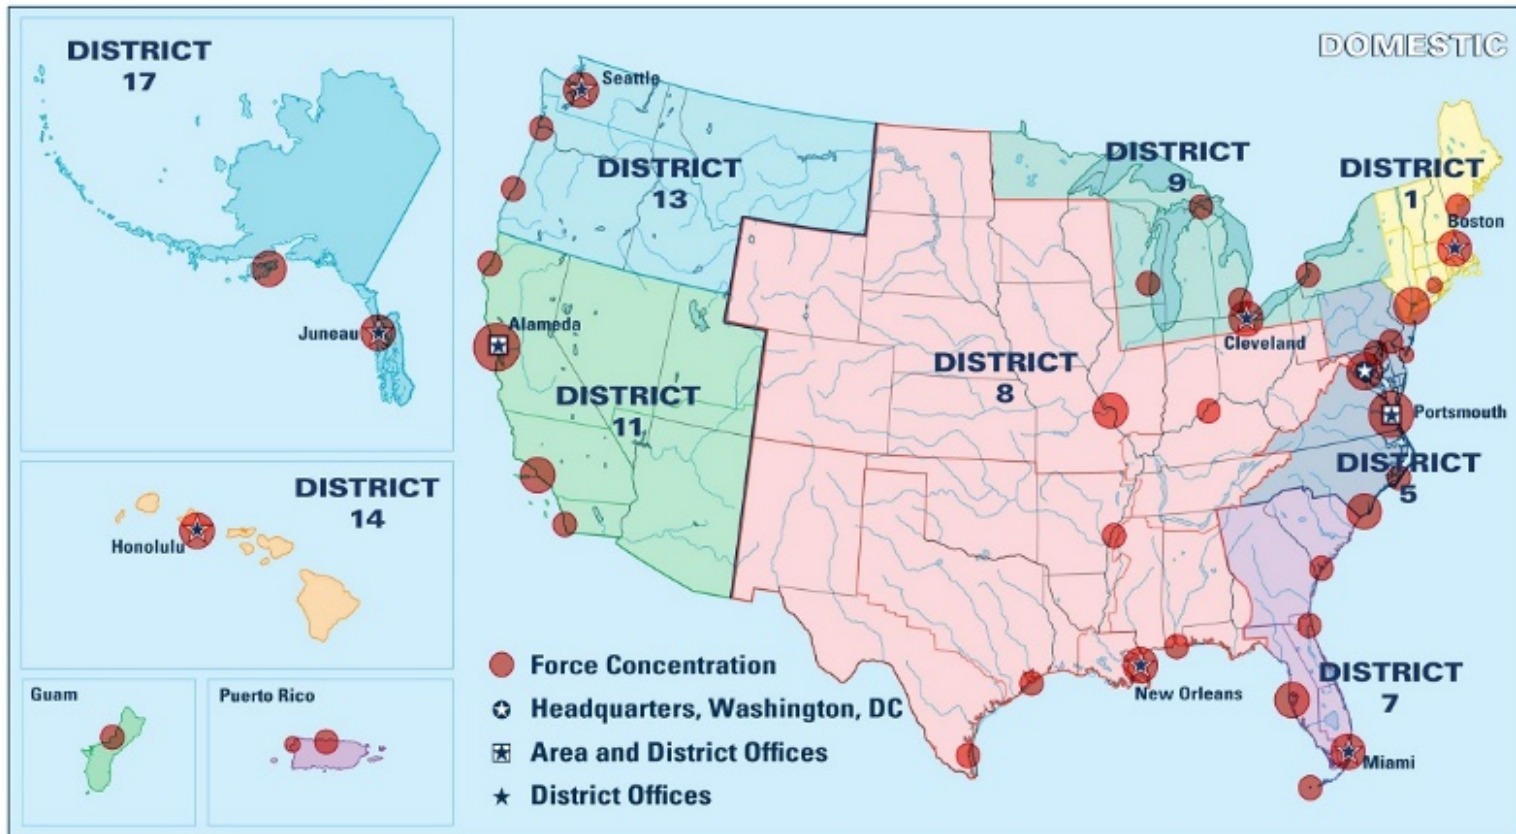 DOMESTIC
DISTRICT
17
Juneau
DISTRICT
14
Honolulu
Guam
Puerto Rico
Seattle
DISTRICT
13
Alameda
DISTRICT
11
DISTRICT
8
DISTRICT
9
Cleveland
DISTRICT
1
Boston
Portsmouth
DISTRICT
5
New Orleans
DISTRICT
7
Miami
Force Concentration
Headquarters, Washington, DC
Area and District Offices
District Offices